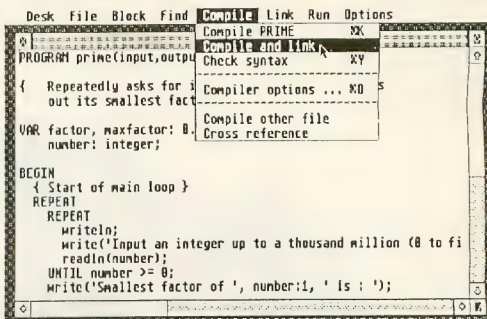 Desk File Block Find Compile Link Run Options
Compile PRIME ⌘K
Compile and link
Check syntax ⌘Y
Compiler options ... ⌘O
Compile other file
Cross reference
PROGRAM prime(input,outpu
{ Repeatedly asks for i s
out its smallest fact
VAR factor, maxfactor: 0.
number: integer;
BEGIN
{ Start of main loop }
REPEAT
REPEAT
writeln;
write('Input an integer up to a thousand million (0 to fi
readln(number);
UNTIL number >= 0;
write('Smallest factor of ', number:1, ' is : ');